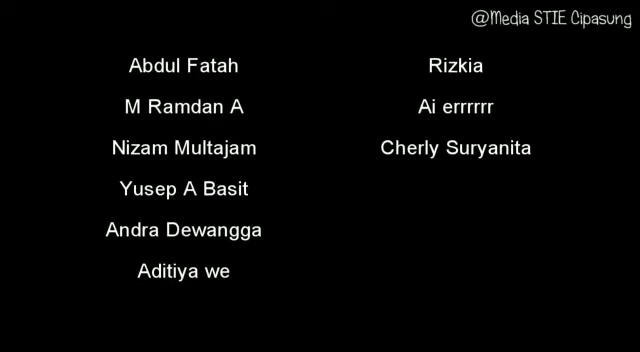 @Media STIE Cipasung
Abdul Fatah
M Ramdan A
Nizam Multajam
Yusep A Basit
Andra Dewangga
Aditiya we
Rizkia
Ai errrrrr
Cherly Suryanita